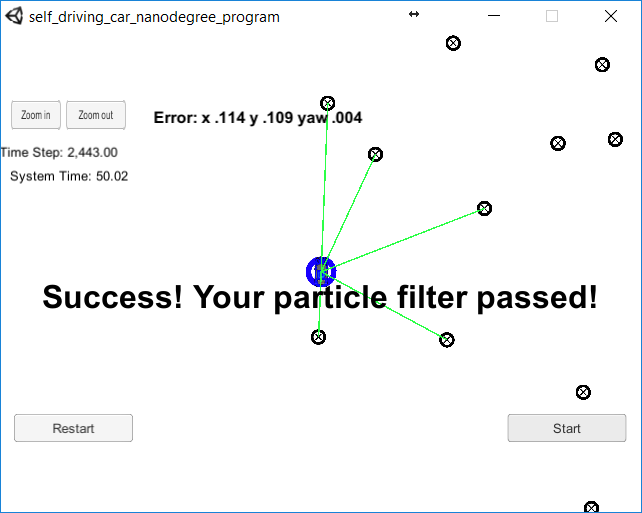 self_driving_car_nanodegree_program
Zoom in
Zoom out
Error: x .114 y .109 yaw .004
Time Step: 2,443.00
System Time: 50.02
Success! Your particle filter passed!
Restart
Start